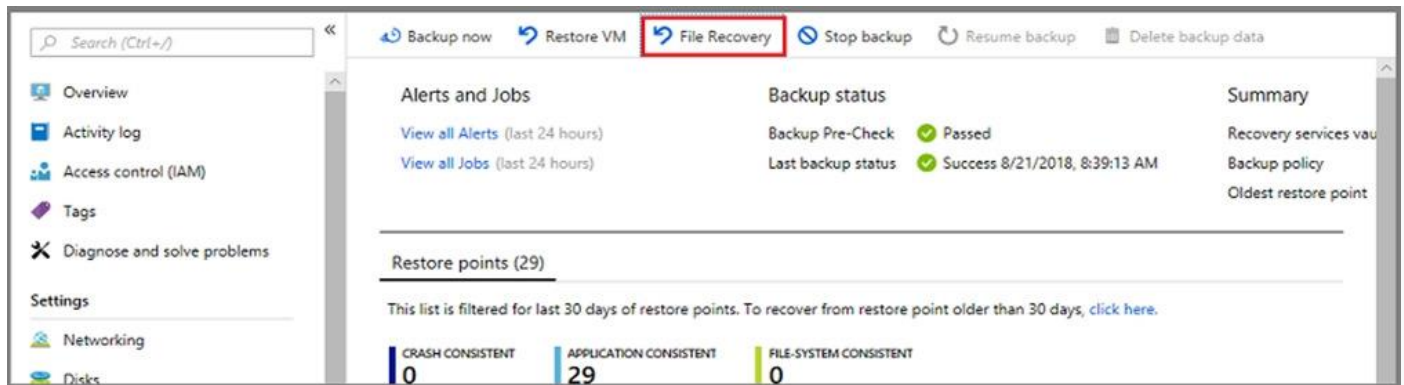 Search (Ctrl+/)
«
Backup now
Restore VM
File Recovery
Stop backup
Resume backup
Delete backup data
Overview
Activity log
Access control (IAM)
Tags
Diagnose and solve problems
Settings
Networking
Disks
Alerts and Jobs
View all Alerts (last 24 hours)
View all Jobs (last 24 hours)
Backup status
Backup Pre-Check Passed
Last backup status Success 8/21/2018, 8:39:13 AM
Summary
Recovery services vau
Backup policy
Oldest restore point
Restore points (29)
This list is filtered for last 30 days of restore points. To recover from restore point older than 30 days, click here.
CRASH CONSISTENT
0
APPLICATION CONSISTENT
29
FILE-SYSTEM CONSISTENT
0